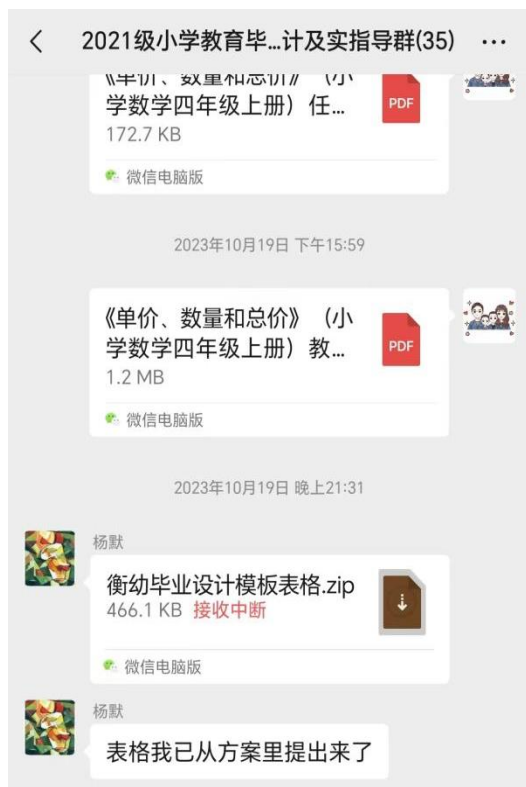 2021级小学教育毕...计及实指导群(35)
《单价、数量和总价》（小
学数学四年级上册）任...
PDF
172.7 KB
微信电脑版
2023年10月19日 下午15:59
《单价、数量和总价》（小
学数学四年级上册）教...
PDF
1.2 MB
微信电脑版
2023年10月19日 晚上21:31
杨默
衡幼毕业设计模板表格.zip
466.1 KB 接收中断
微信电脑版
杨默
表格我已从方案里提出来了